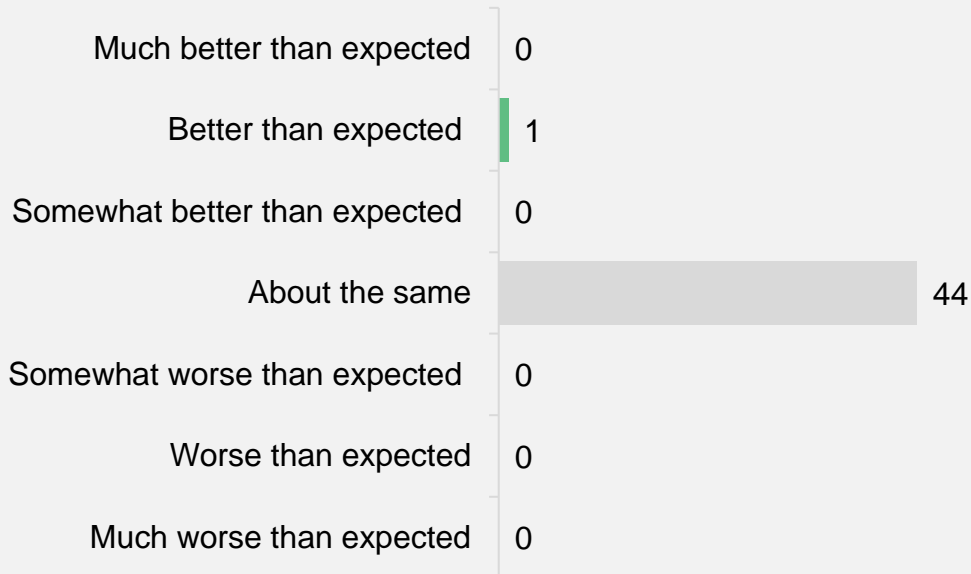 Much better than expected 0
Better than expected 1
Somewhat better than expected 0
About the same 44
Somewhat worse than expected 0
Worse than expected 0
Much worse than expected 0